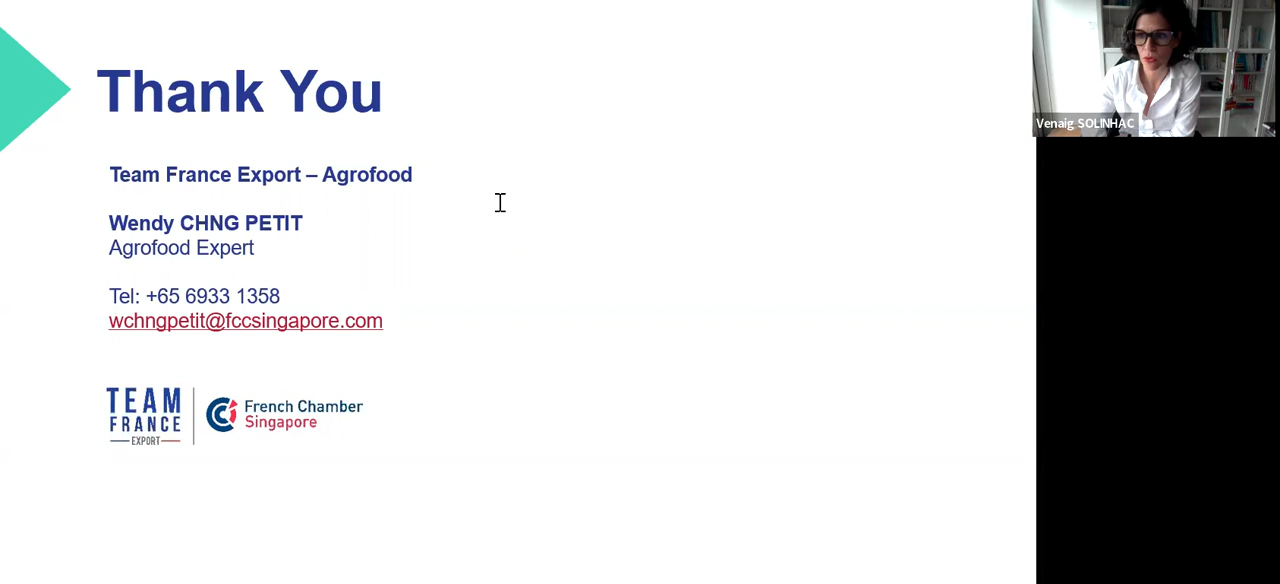 Thank You
Team France Export – Agrofood
Wendy CHNG PETIT
Agrofood Expert
Tel: +65 6933 1358
wchngpetit@fccsingapore.com
TEAM
FRANCE
EXPORT
French Chamber
Singapore
Venaig SOLINHAC